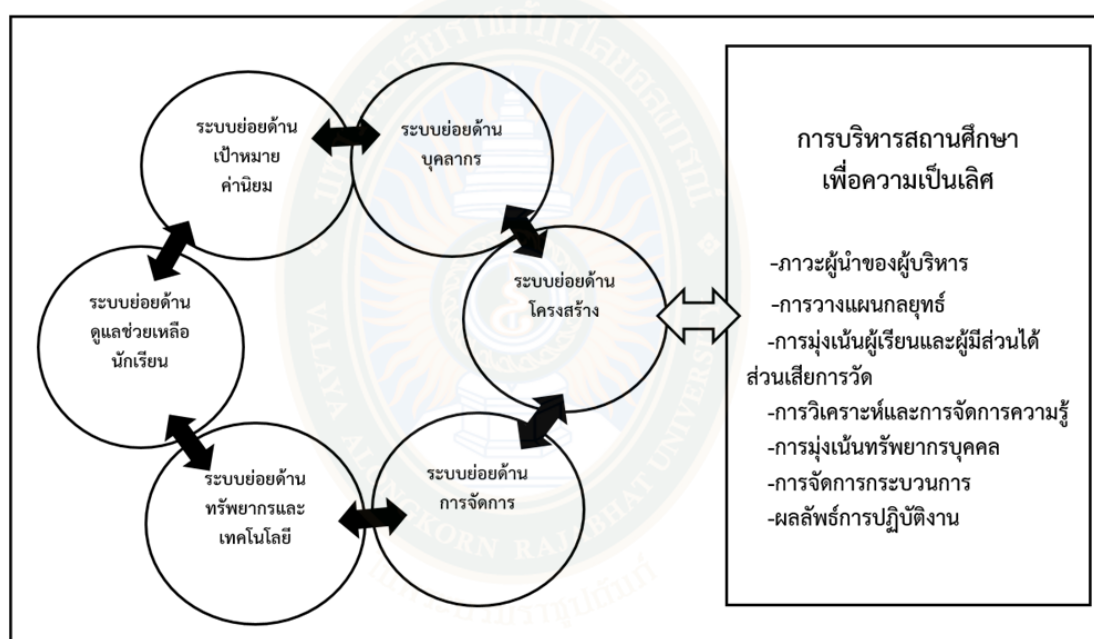 ระบบย่อยด้าน
เป้าหมาย
ค่านิยม
ระบบย่อยด้าน
บุคลากร
ระบบย่อยด้าน
โครงสร้าง
ระบบย่อยด้าน
การจัดการ
ระบบย่อยด้าน
ทรัพยากรและ
เทคโนโลยี
ระบบย่อยด้าน
ดูแลช่วยเหลือ
นักเรียน
การบริหารสถานศึกษา
เพื่อความเป็นเลิศ
-ภาวะผู้นำของผู้บริหาร
-การวางแผนกลยุทธ์
-การมุ่งเน้นผู้เรียนและผู้มีส่วนได้
ส่วนเสียการวัด
-การวิเคราะห์และการจัดการความรู้
-การมุ่งเน้นทรัพยากรบุคคล
-การจัดการกระบวนการ
-ผลลัพธ์การปฏิบัติงาน
VALAYA ALONGKORN RAJABHAT UNIVERSITY